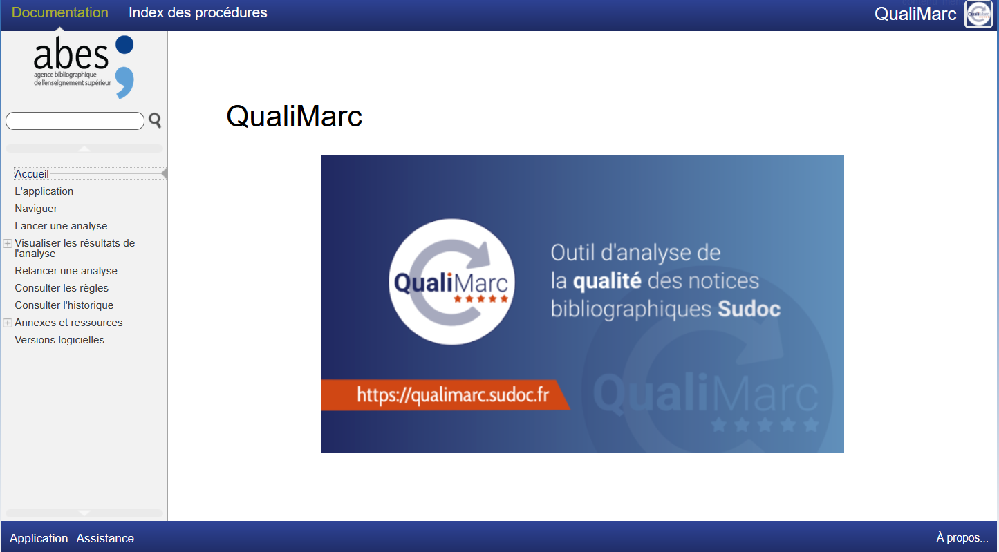 Documentation
Index des procédures
QualiMarc
QualiMarc
abes
agence bibliographique
de l'enseignement supérieur
Accueil
L'application
Naviguer
Lancer une analyse
Visualiser les résultats de
l'analyse
Relancer une analyse
Consulter les règles
Consulter l'historique
Annexes et ressources
Versions logicielles
QualiMarc
QualiMarc
Outil d'analyse de
la qualité des notices
bibliographiques Sudoc
https://qualimarc.sudoc.fr
QualiMarc
Application
Assistance
À propos...